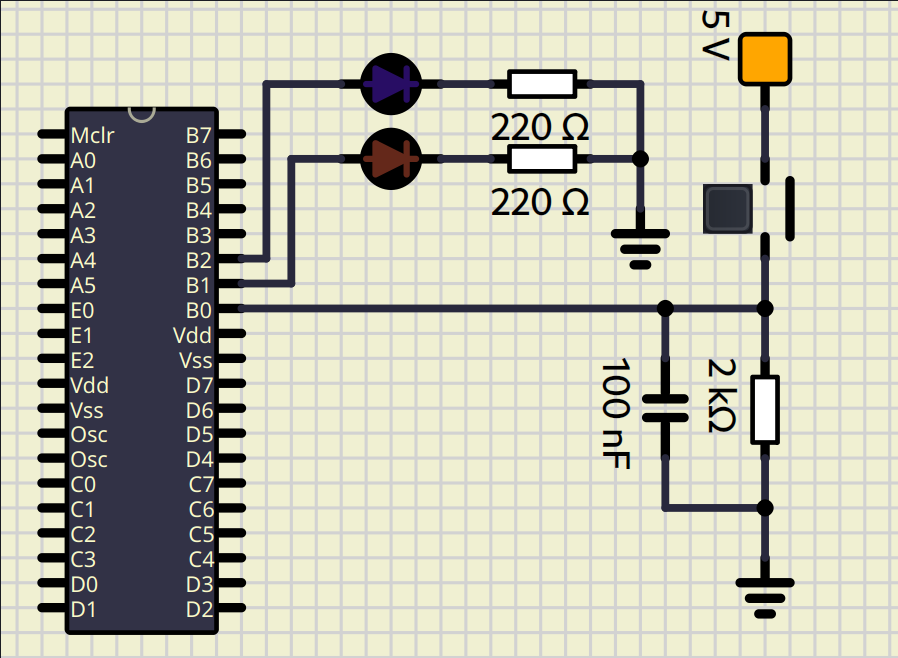 5 V
220 Ω
220 Ω
Mclr B7
A0 B6
A1 B5
A2 B4
A3 B3
A4 B2
A5 B1
E0 B0
E1 Vdd
E2 Vss
Vdd D7
Vss D6
Osc D5
Osc D4
C0 C7
C1 C6
C2 C5
C3 C4
D0 D3
D1 D2
100 nF
2 kΩ